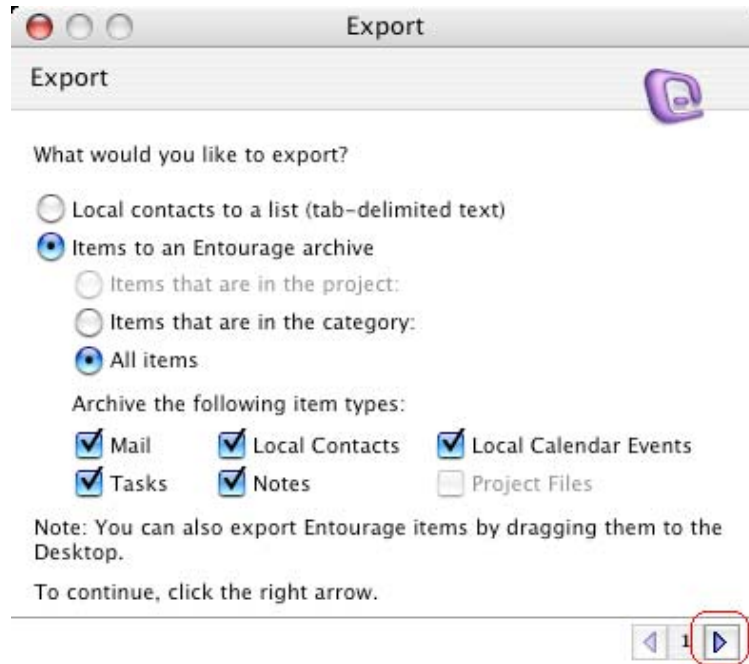 Export
Export
What would you like to export?
Local contacts to a list (tab-delimited text)
Items to an Entourage archive
Items that are in the project:
Items that are in the category:
All items
Archive the following item types:
Mail Local Contacts Local Calendar Events
Tasks Notes Project Files
Note: You can also export Entourage items by dragging them to the
Desktop.
To continue, click the right arrow.
1